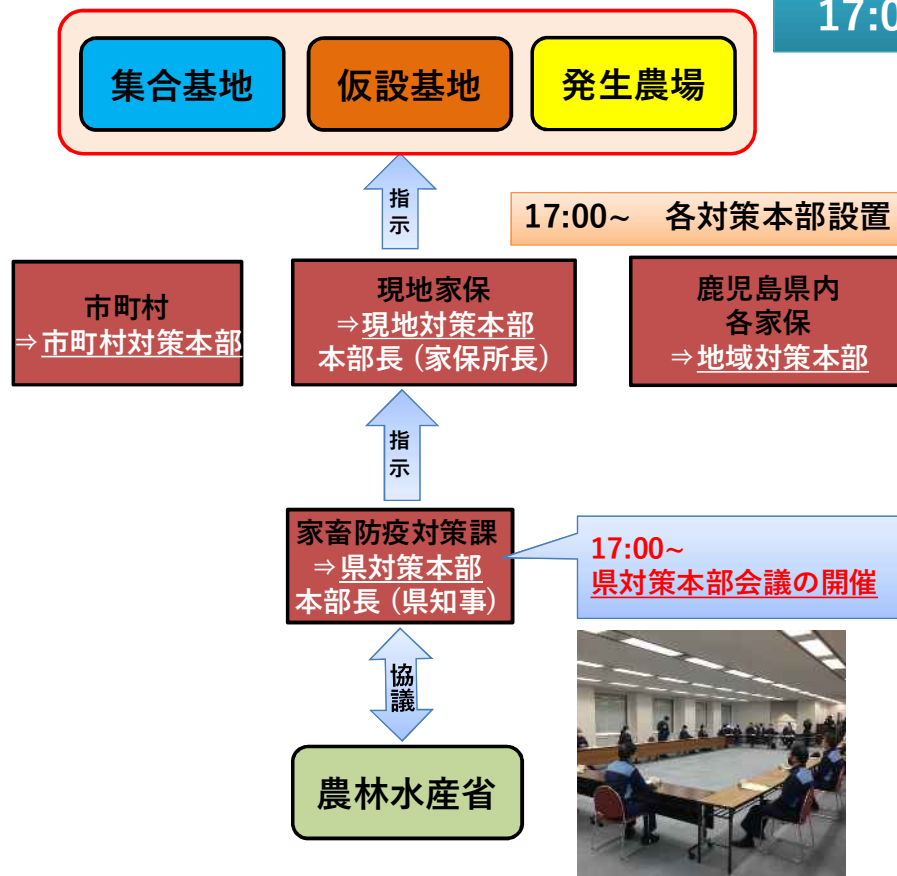 17:0
集合基地
仮設基地
発生農場
指示
17:00~ 各対策本部設置
市町村
⇒市町村対策本部
現地家保
⇒現地対策本部
本部長（家保所長）
鹿児島県内
各家保
⇒地域対策本部
指示
家畜防疫対策課
⇒県対策本部
本部長（県知事）
17:00~
県対策本部会議の開催
協議
農林水産省